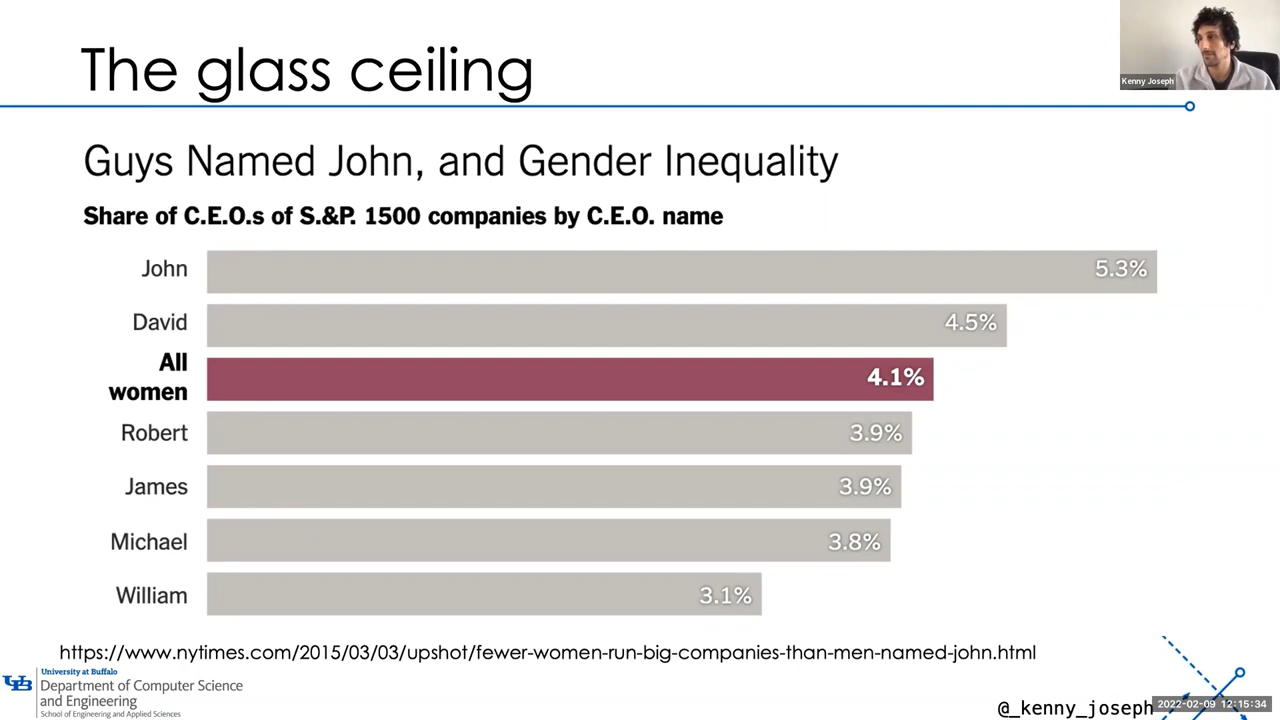 The glass ceiling
Kenny Joseph
Guys Named John, and Gender Inequality
Share of C.E.O.s of S.&P. 1500 companies by C.E.O. name
John 5.3%
David 4.5%
All
women 4.1%
Robert 3.9%
James 3.9%
Michael 3.8%
William 3.1%
https://www.nytimes.com/2015/03/03/upshot/fewer-women-run-big-companies-than-men-named-john.html
University at Buffalo
UB Department of Computer Science
and Engineering
School of Engineering and Applied Sciences
@_kenny_joseph
2022-02-09 12:15:34